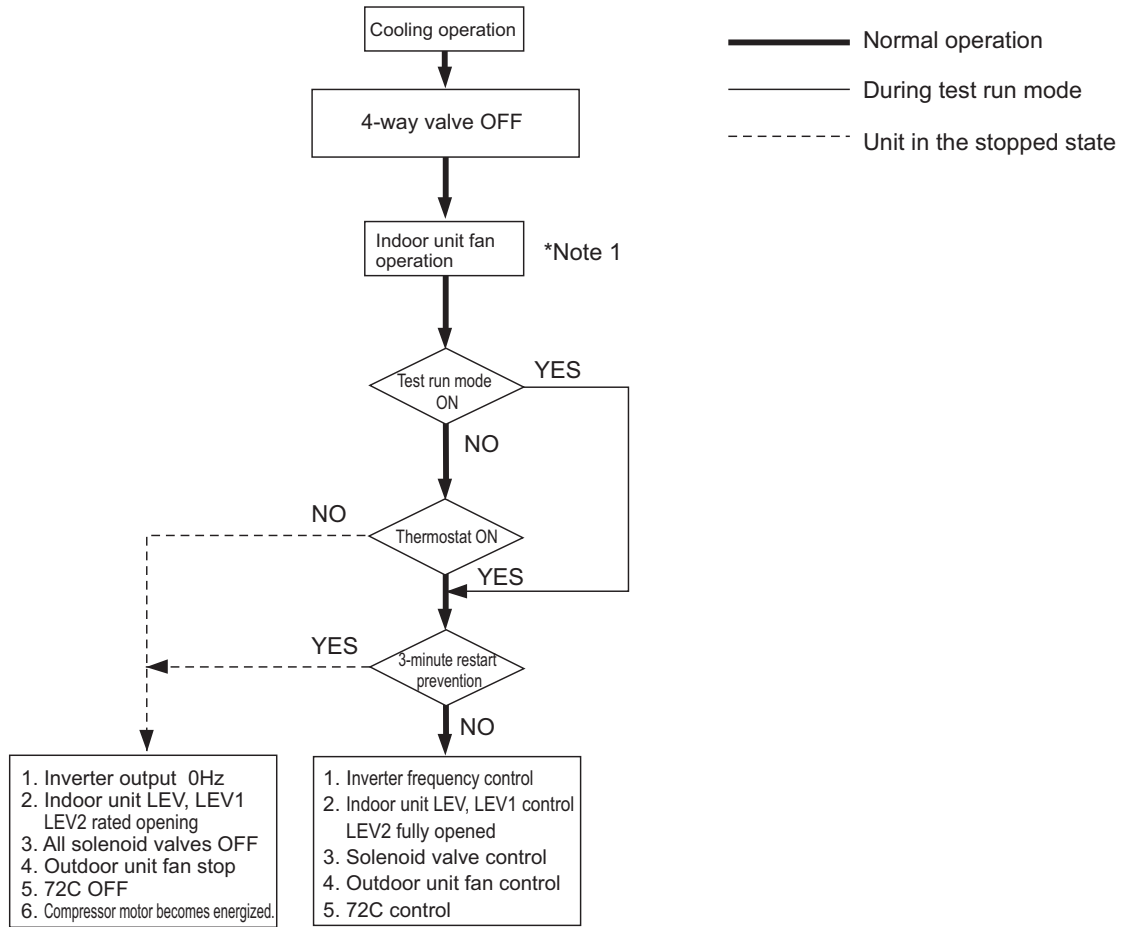 Cooling operation
Normal operation
During test run mode
Unit in the stopped state
4-way valve OFF
Indoor unit fan
operation
*Note 1
Test run mode
ON
YES
NO
NO
Thermostat ON
YES
YES
3-minute restart
prevention
NO
1. Inverter output 0Hz
2. Indoor unit LEV, LEV1
LEV2 rated opening
3. All solenoid valves OFF
4. Outdoor unit fan stop
5. 72C OFF
6. Compressor motor becomes energized.
1. Inverter frequency control
2. Indoor unit LEV, LEV1 control
LEV2 fully opened
3. Solenoid valve control
4. Outdoor unit fan control
5. 72C control